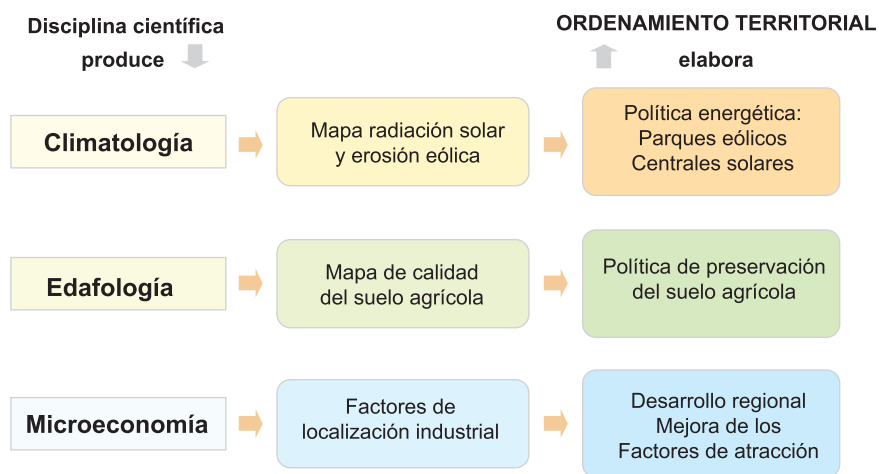 Disciplina científica
produce
ORDENAMIENTO TERRITORIAL
elabora
Climatología
Mapa radiación solar
y erosión eólica
Política energética:
Parques eólicos
Centrales solares
Edafología
Mapa de calidad
del suelo agrícola
Política de preservación
del suelo agrícola
Microeconomía
Factores de
localización industrial
Desarrollo regional
Mejora de los
Factores de atracción